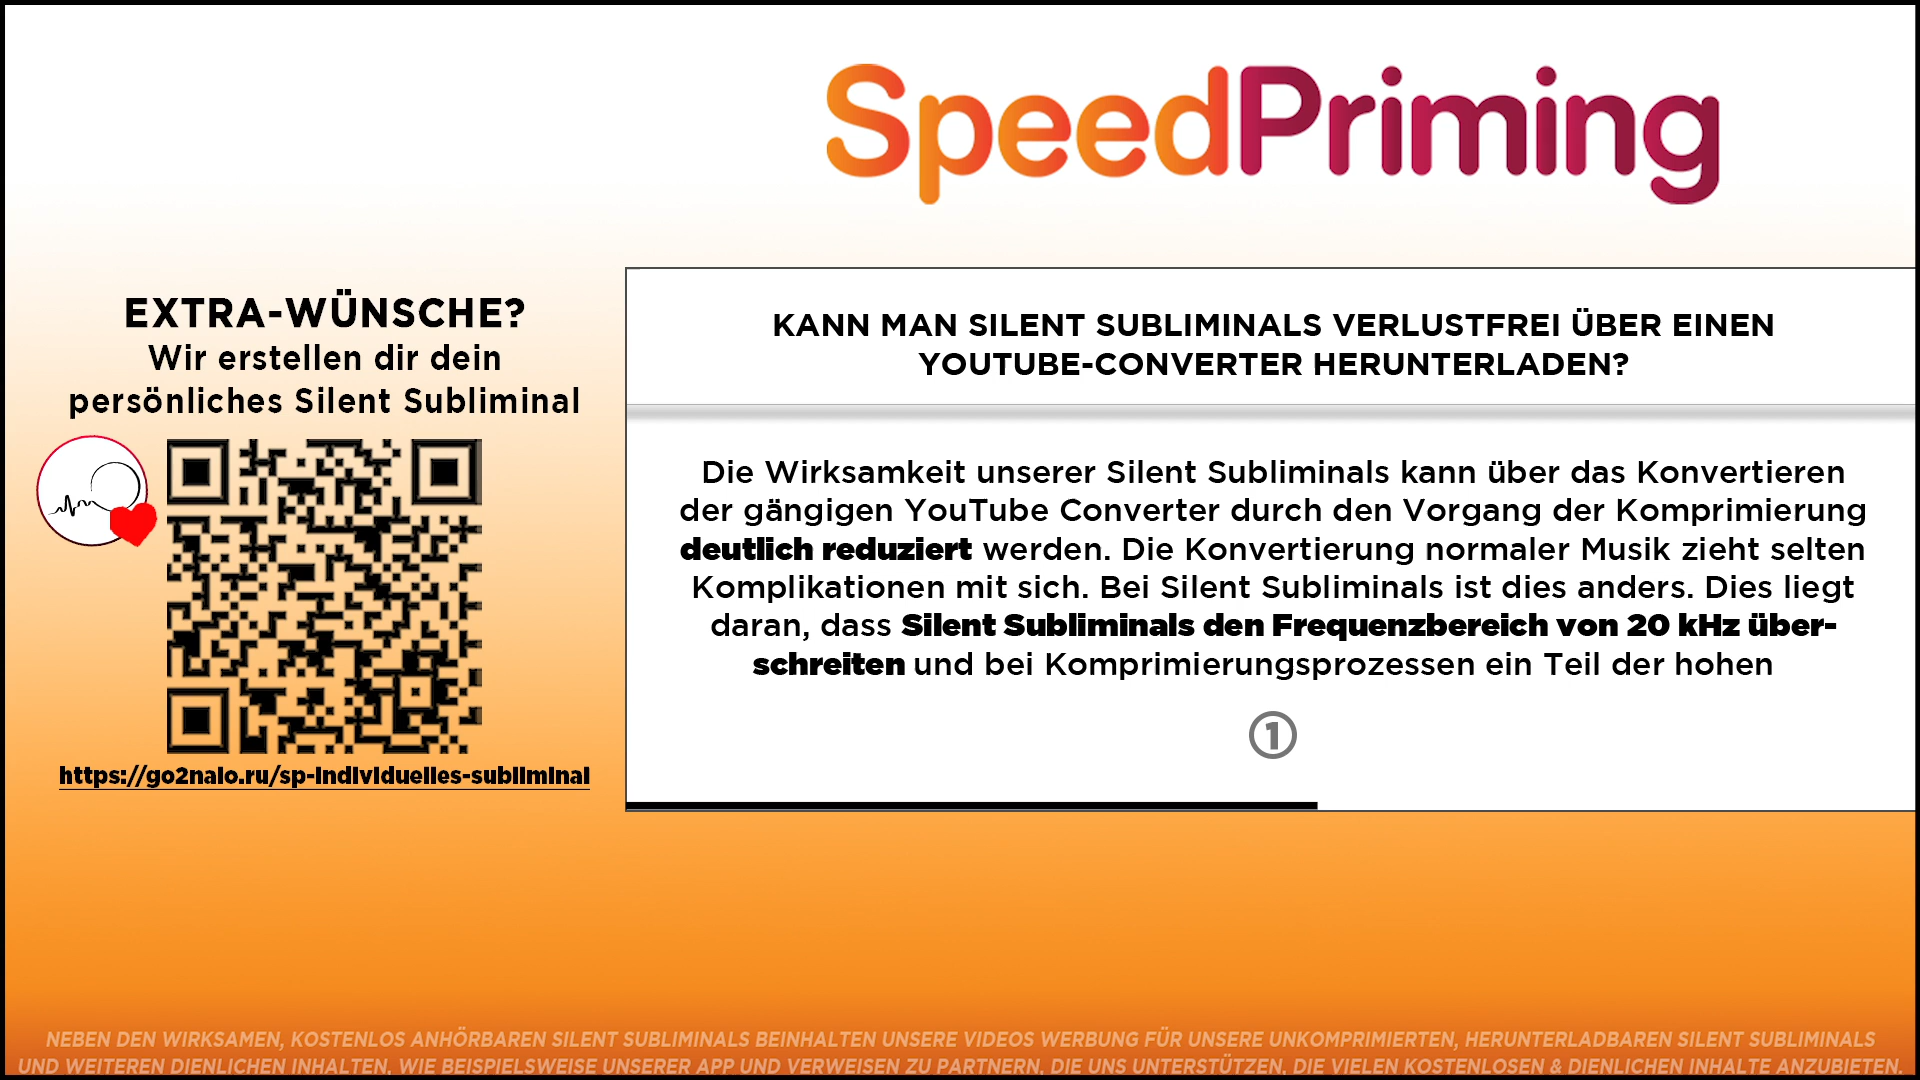 SpeedPriming
EXTRA-WÜNSCHE?
Wir erstellen dir dein
persönliches Silent Subliminal
https://go2nalo.ru/sp-individuelles-subliminal
KANN MAN SILENT SUBLIMINALS VERLUSTFREI ÜBER EINEN
YOUTUBE-CONVERTER HERUNTERLADEN?
Die Wirksamkeit unserer Silent Subliminals kann über das Konvertieren
der gängigen YouTube Converter durch den Vorgang der Komprimierung
deutlich reduziert werden. Die Konvertierung normaler Musik zieht selten
Komplikationen mit sich. Bei Silent Subliminals ist dies anders. Dies liegt
daran, dass Silent Subliminals den Frequenzbereich von 20 kHz über-
schreiten und bei Komprimierungsprozessen ein Teil der hohen
①
NEBEN DEN WIRKSAMEN, KOSTENLOS ANHÖRBAREN SILENT SUBLIMINALS BEINHALTEN UNSERE VIDEOS WERBUNG FÜR UNSERE UNKOMPRIMIERTEN, HERUNTERLADBAREN SILENT SUBLIMINALS
UND WEITEREN DIENLICHEN INHALTEN, WIE BEISPIELSWEISE UNSERER APP UND VERWEISEN ZU PARTNERN, DIE UNS UNTERSTÜTZEN, DIE VIELEN KOSTENLOSEN & DIENLICHEN INHALTE ANZUBIETEN.